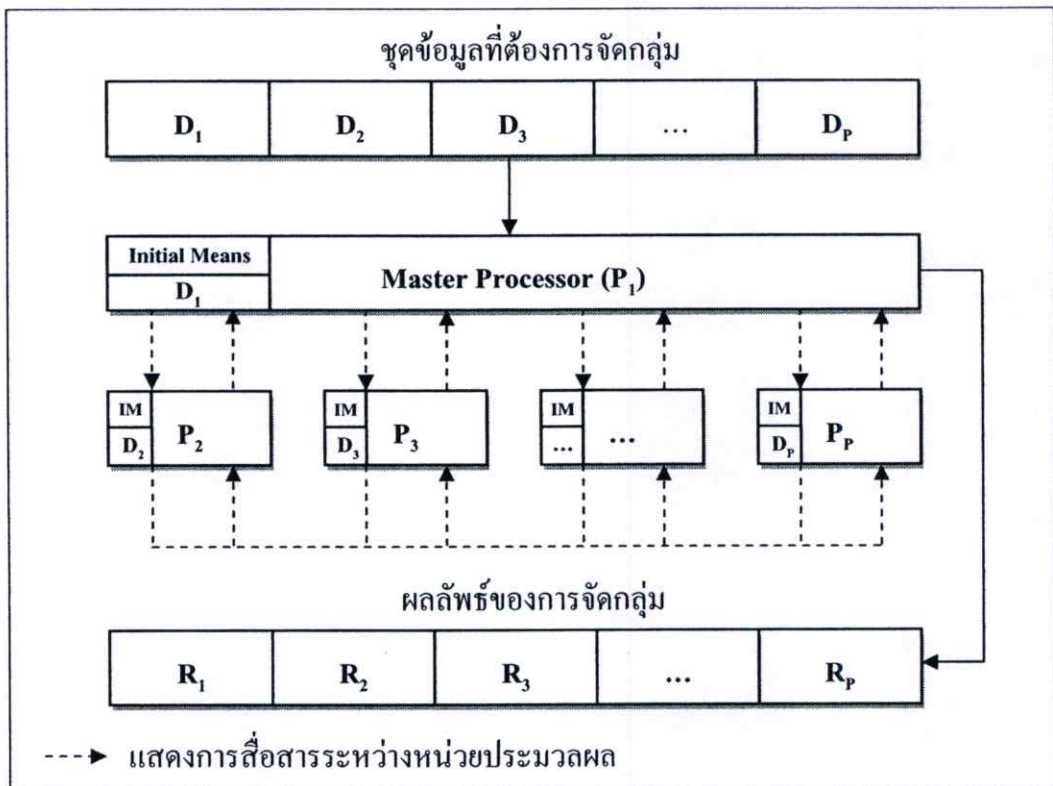 ชุดข้อมูลที่ต้องการจัดกลุ่ม
D₁ D₂ D₃ ... D_P
Initial Means
D₁
Master Processor (P₁)
IM IM IM IM
P₂ P₃ ... P_P
D₂ D₃ ... D_P
ผลลัพธ์ของการจัดกลุ่ม
R₁ R₂ R₃ ... R_P
แสดงการสื่อสารระหว่างหน่วยประมวลผล